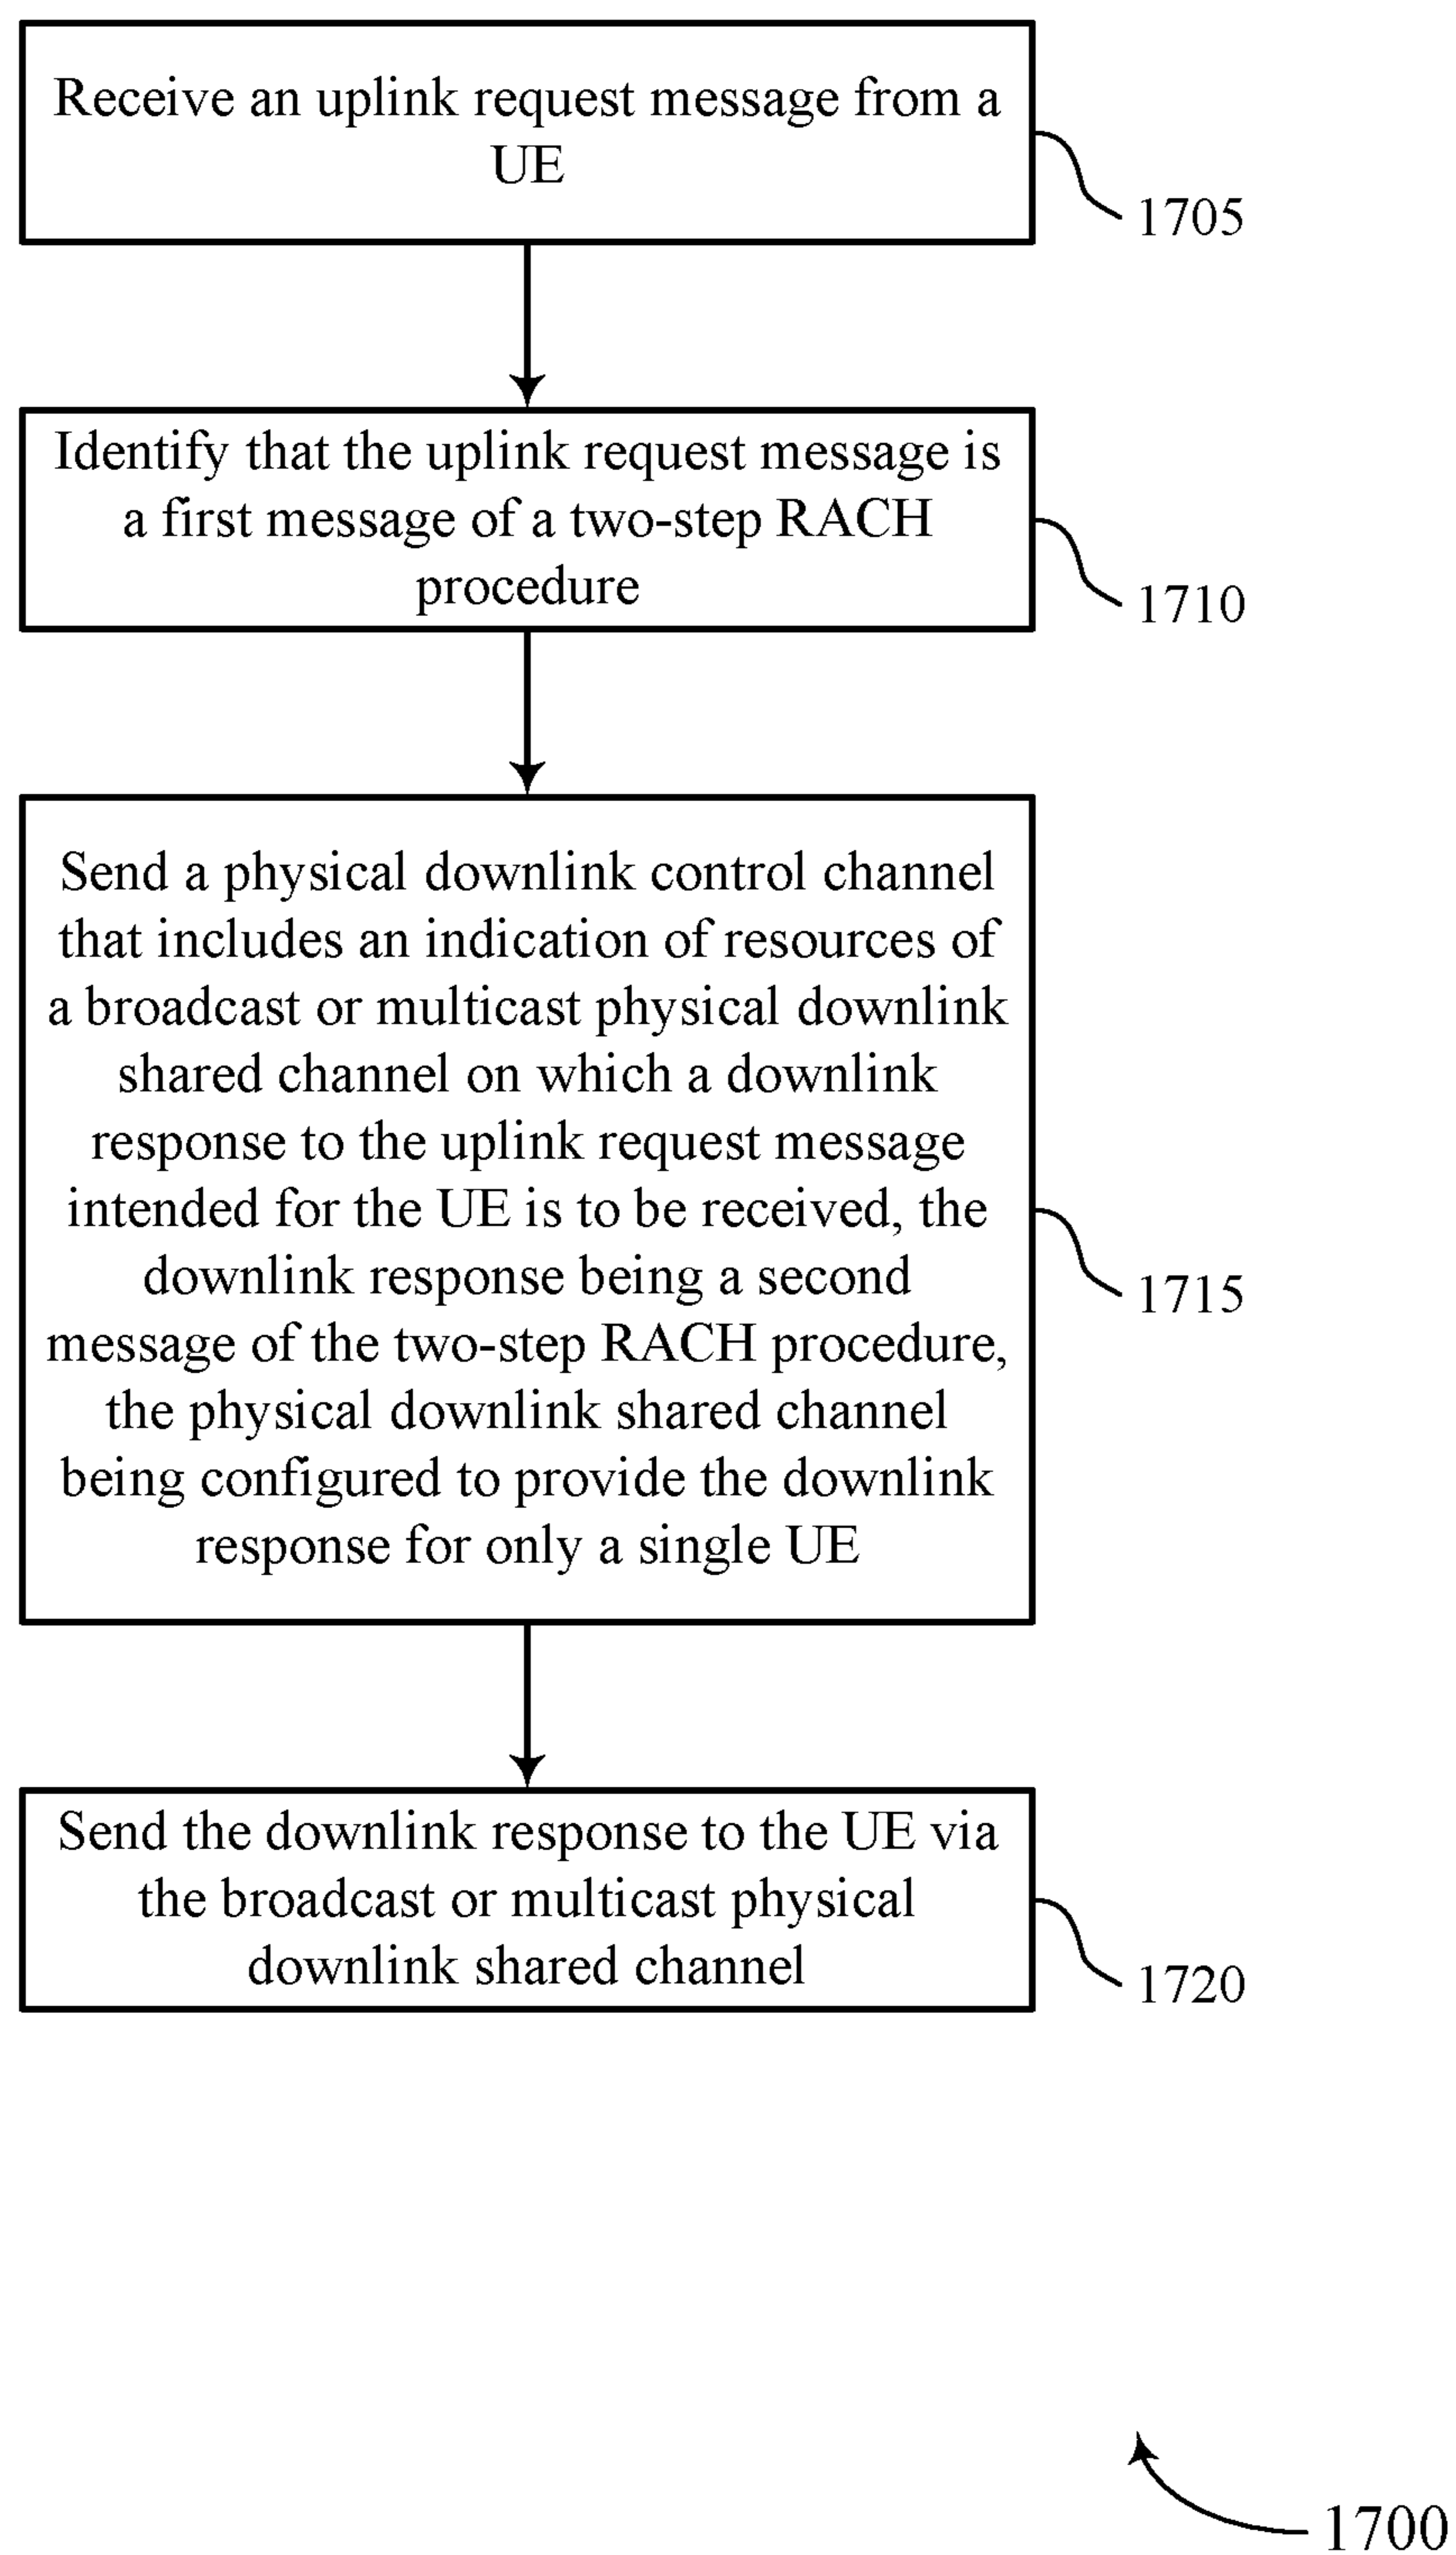 Receive an uplink request message from a
UE
1705
Identify that the uplink request message is
a first message of a two-step RACH
procedure
1710
Send a physical downlink control channel
that includes an indication of resources of
a broadcast or multicast physical downlink
shared channel on which a downlink
response to the uplink request message
intended for the UE is to be received, the
downlink response being a second
message of the two-step RACH procedure,
the physical downlink shared channel
being configured to provide the downlink
response for only a single UE
1715
Send the downlink response to the UE via
the broadcast or multicast physical
downlink shared channel
1720
1700